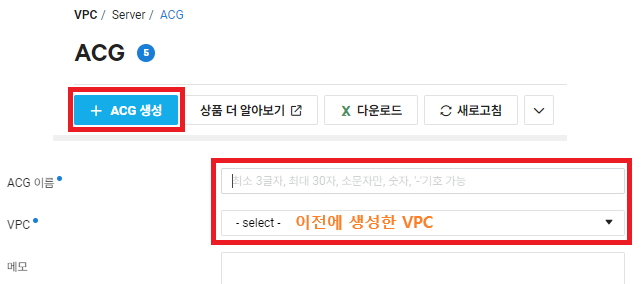 VPC / Server / ACG
ACG 5
+ ACG 생성 상품 더 알아보기 X 다운로드 새로고침
ACG 이름 최소 3글자, 최대 30자, 소문자만, 숫자, '-'기호 가능
VPC - select - 이전에 생성한 VPC
메모